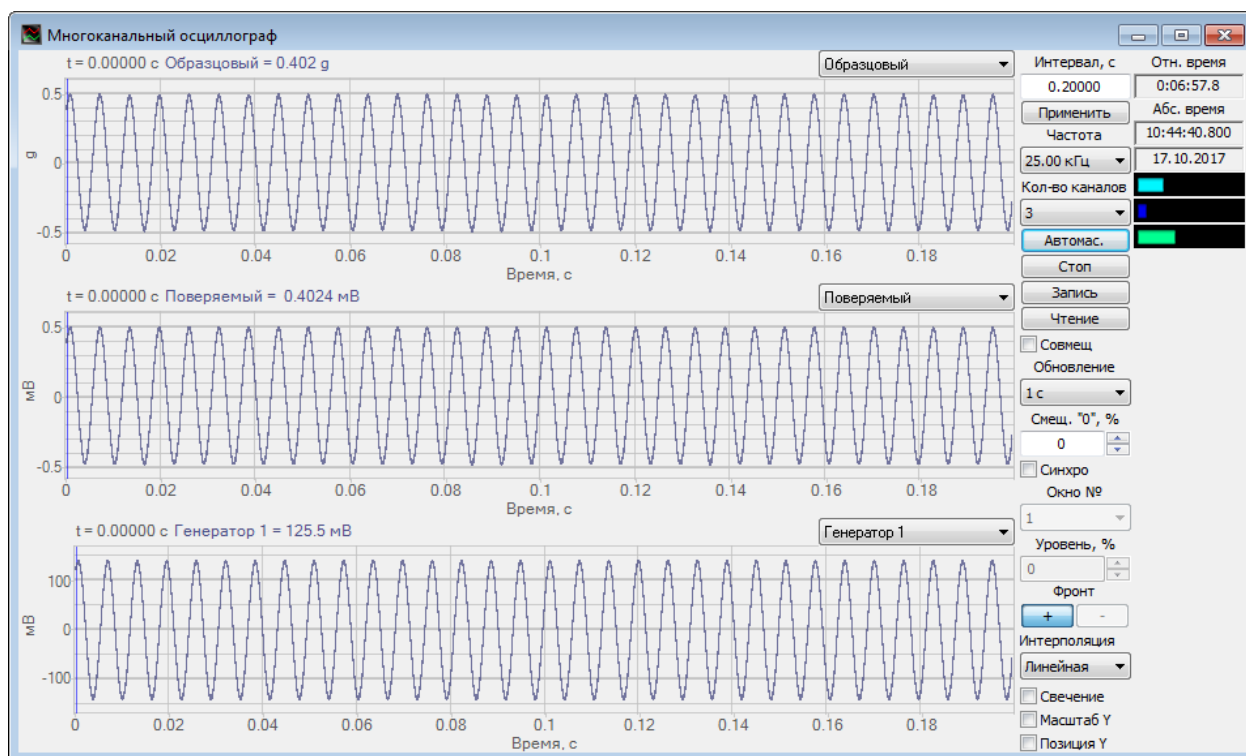 Многоканальный осциллограф
t = 0.00000 с Образцовый = 0.402 g
Образцовый
0.5
0
-0.5
g
0 0.02 0.04 0.06 0.08 0.1 0.12 0.14 0.16 0.18
Время, с
t = 0.00000 с Поверяемый = 0.4024 мВ
Поверяемый
0.5
0
-0.5
мВ
0 0.02 0.04 0.06 0.08 0.1 0.12 0.14 0.16 0.18
Время, с
t = 0.00000 с Генератор 1 = 125.5 мВ
Генератор 1
100
0
-100
мВ
0 0.02 0.04 0.06 0.08 0.1 0.12 0.14 0.16 0.18
Время, с
Интервал, с
0.20000
Применить
Частота
25.00 кГц
Кол-во каналов
3
Автомас.
Стоп
Запись
Чтение
Совмещ
Обновление
1 с
Смещ. "0", %
0
Синхро
Окно №
1
Уровень, %
0
Фронт
+ -
Интерполяция
Линейная
Свечение
Масштаб Y
Позиция Y
Отн. время
0:06:57.8
Абс. время
10:44:40.800
17.10.2017